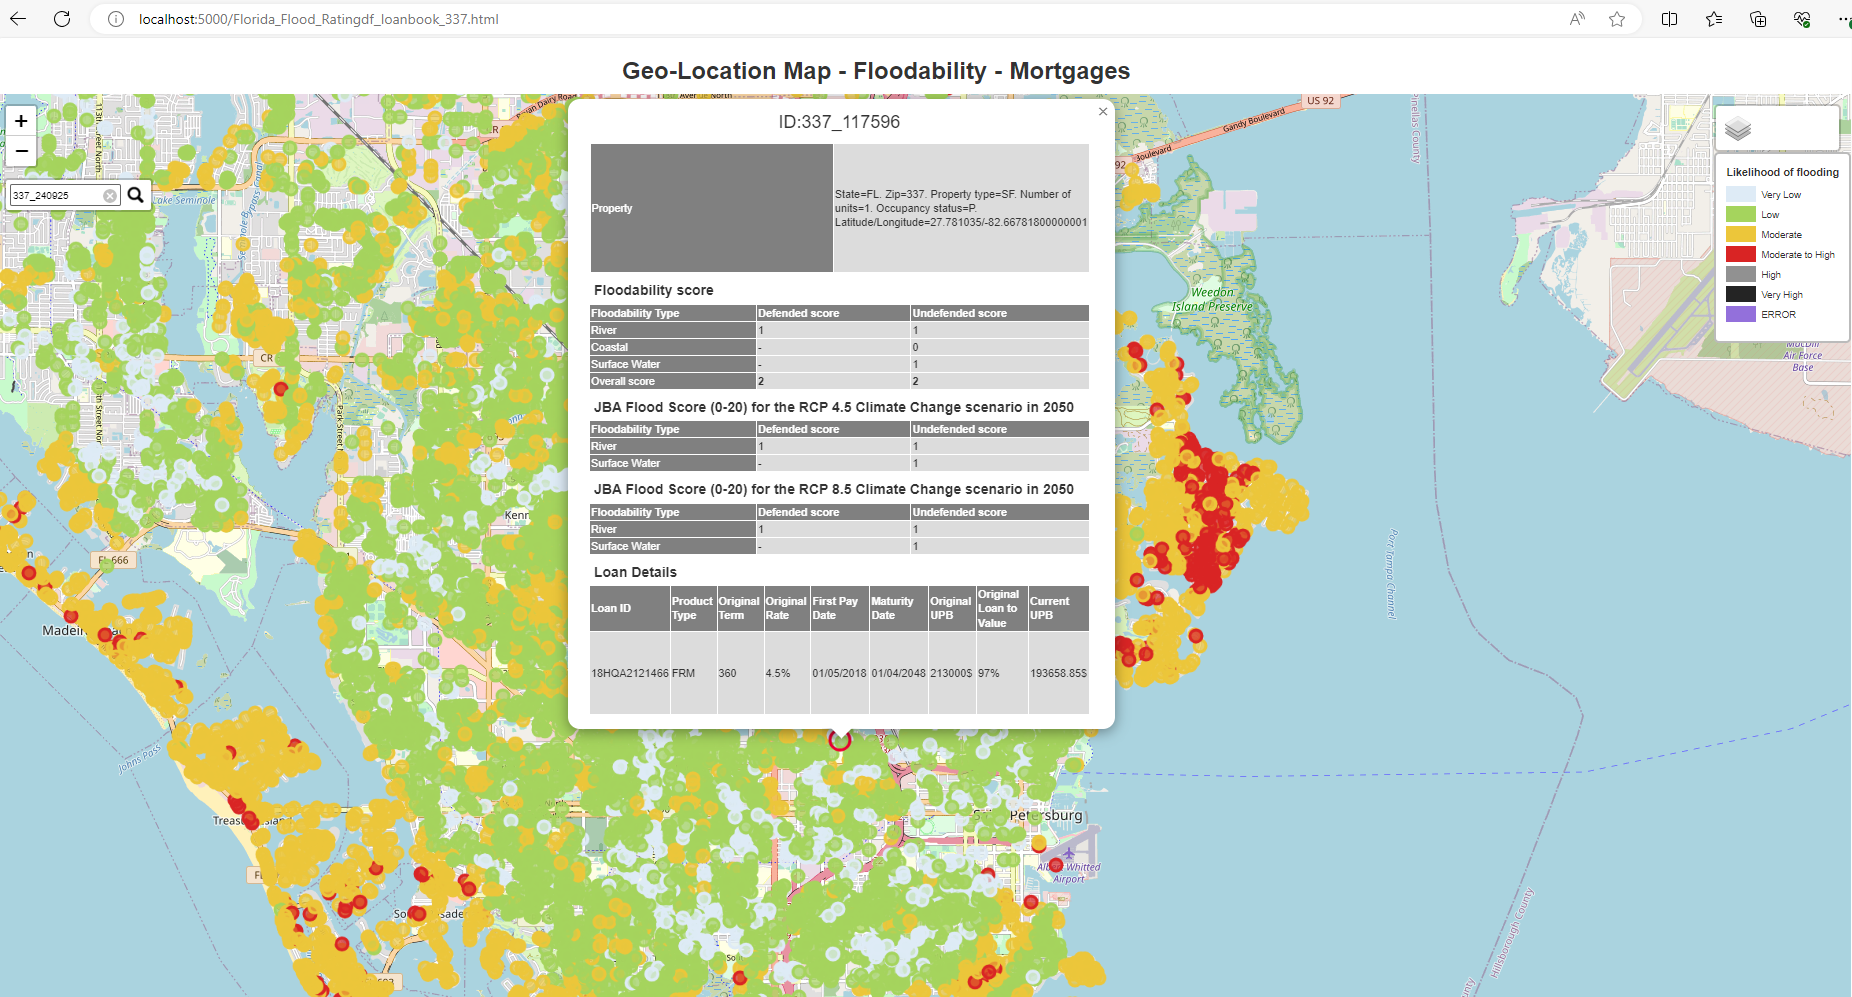 localhost:5000/Florida_Flood_Ratingdf_loanbook_337.html
Geo-Location Map - Floodability - Mortgages
+
−
337_240925
ID:337_117596
×
Property
State=FL. Zip=337. Property type=SF. Number of
units=1. Occupancy status=P.
Latitude/Longitude=27.781035/-82.66781800000001
Floodability score
Floodability Type Defended score Undefended score
River 1 1
Coastal - 0
Surface Water - 1
Overall score 2 2
JBA Flood Score (0-20) for the RCP 4.5 Climate Change scenario in 2050
Floodability Type Defended score Undefended score
River 1 1
Surface Water - 1
JBA Flood Score (0-20) for the RCP 8.5 Climate Change scenario in 2050
Floodability Type Defended score Undefended score
River 1 1
Surface Water - 1
Loan Details
Loan ID Product Type Original Term Original Rate First Pay Date Maturity Date Original UPB Original Loan to Value Current UPB
18HQA2121466 FRM 360 4.5% 01/05/2018 01/04/2048 213000$ 97% 193658.85$
Likelihood of flooding
Very Low
Low
Moderate
Moderate to High
High
Very High
ERROR
US 92
Gandy Boulevard
Boulevard
92
Weedon
Island Preserve
MacDill
Air Force
Base
Port Tampa Channel
Hillsborough County
Lake Seminole
CR
Park Street
Kenn
FL 666
Madeir
Johns Pass
Petersburg
Whitted
Airport